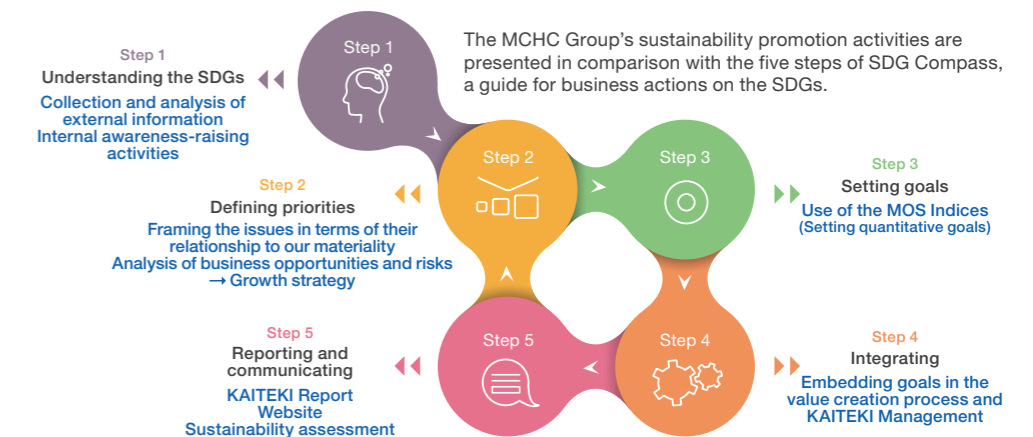 The MCHC Group's sustainability promotion activities are
presented in comparison with the five steps of SDG Compass,
a guide for business actions on the SDGs.
Step 1
Step 1
Understanding the SDGs
Collection and analysis of
external information
Internal awareness-raising
activities
Step 2
Step 2
Defining priorities
Framing the issues in terms of their
relationship to our materiality
Analysis of business opportunities and risks
→ Growth strategy
Step 3
Step 3
Setting goals
Use of the MOS Indices
(Setting quantitative goals)
Step 4
Step 4
Integrating
Embedding goals in the
value creation process and
KAITEKI Management
Step 5
Step 5
Reporting and
communicating
KAITEKI Report
Website
Sustainability assessment